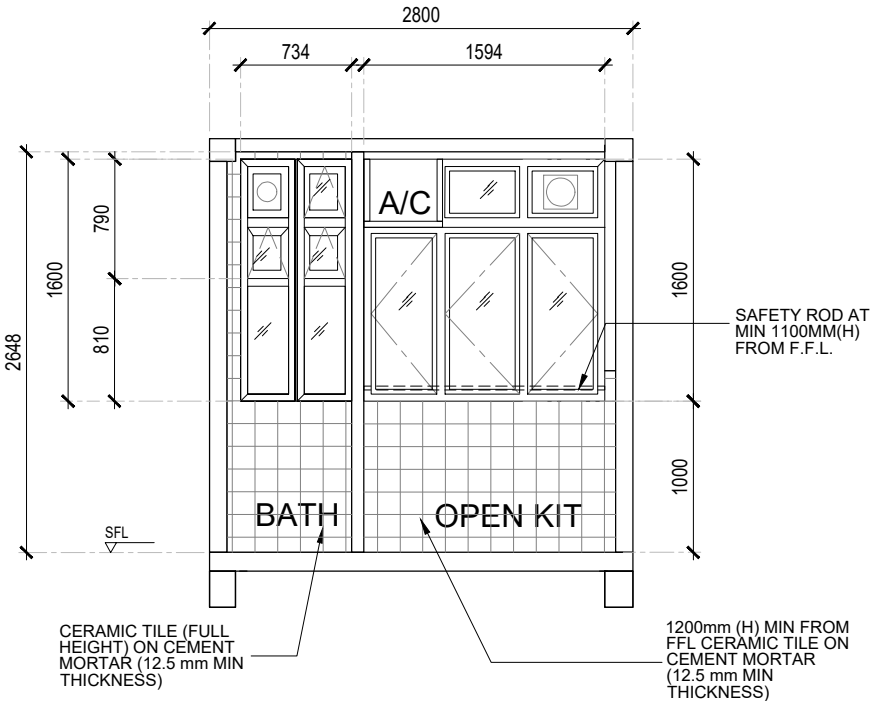 2800
734
1594
A/C
790
1600
810
2648
1600
1000
SAFETY ROD AT
MIN 1100MM(H)
FROM F.F.L.
BATH
OPEN KIT
SFL
CERAMIC TILE (FULL
HEIGHT) ON CEMENT
MORTAR (12.5 mm MIN
THICKNESS)
1200mm (H) MIN FROM
FFL CERAMIC TILE ON
CEMENT MORTAR
(12.5 mm MIN
THICKNESS)